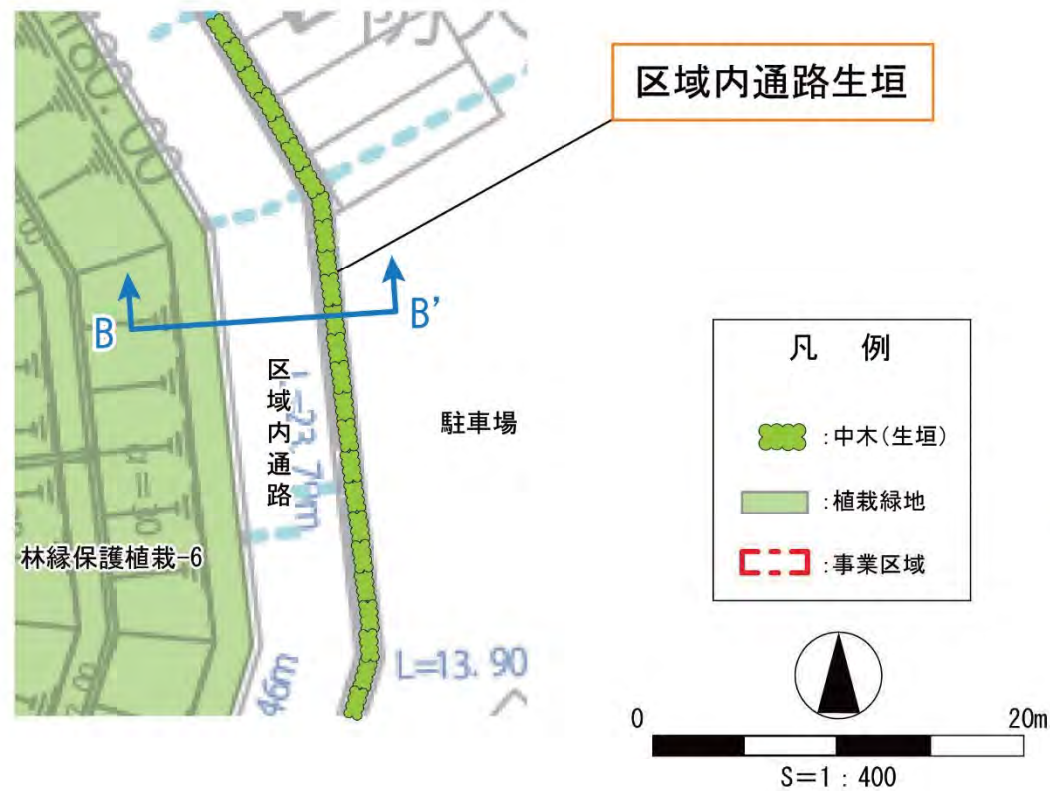 区域内通路生垣
B
B’
区域内通路
L=23.70m
駐車場
林縁保護植栽-6
L=13.90
凡 例
:中木(生垣)
:植栽緑地
:事業区域
0
20m
S=1 : 400